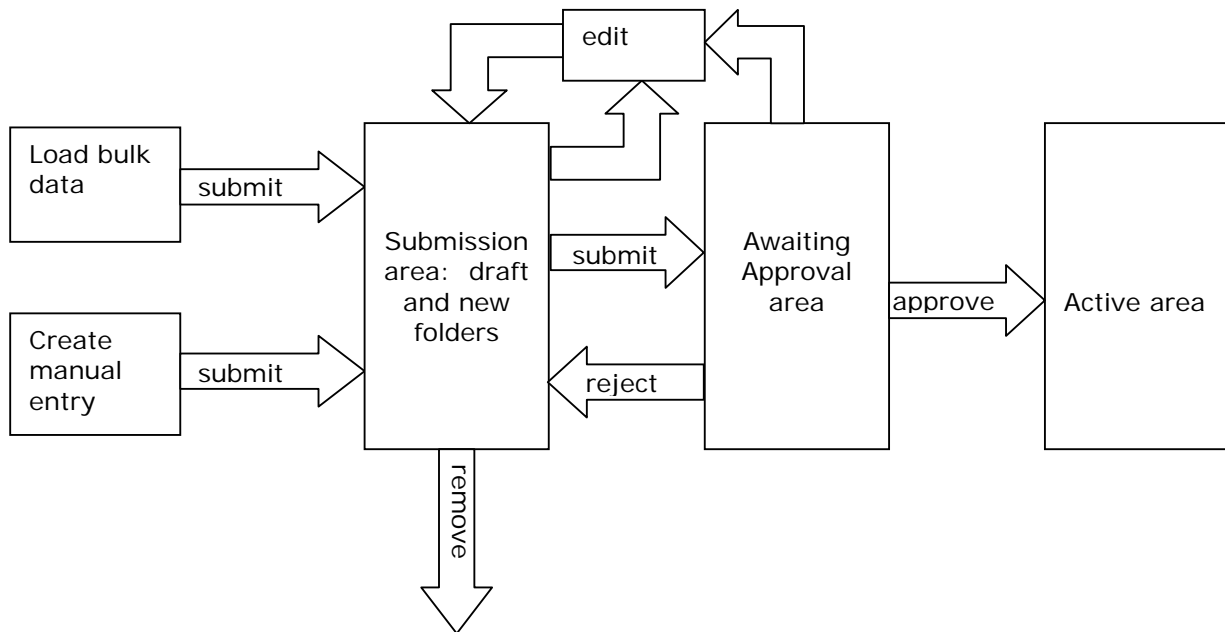 edit
Load bulk
data
submit
Create
manual
entry
submit
Submission
area:  draft
and new
folders
submit
reject
remove
Awaiting
Approval
area
approve
Active area